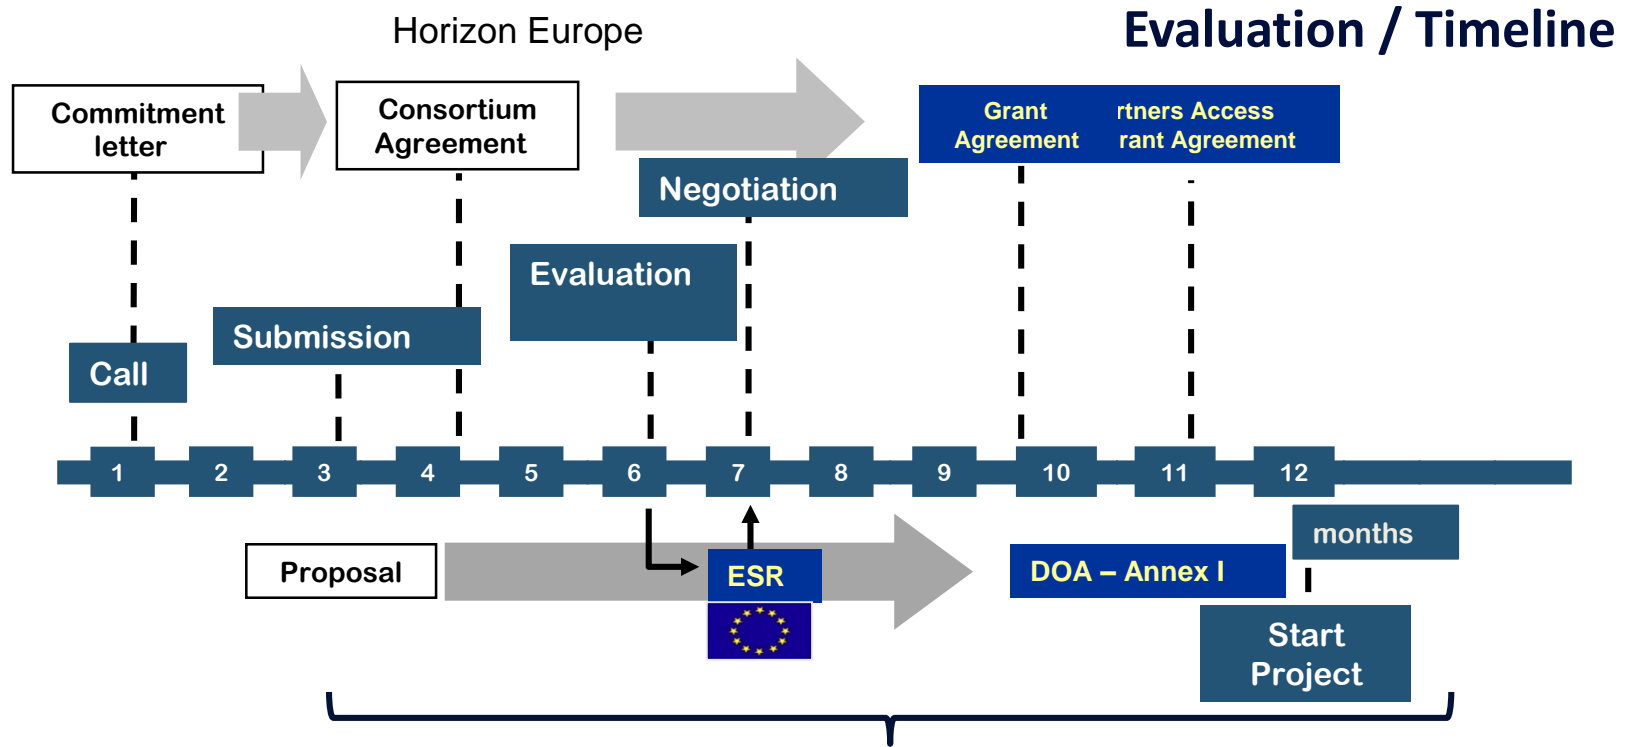 Horizon Europe
Evaluation / Timeline
Commitment
letter
Consortium
Agreement
Grant
Agreement
rtners Access
rant Agreement
Negotiation
Evaluation
Submission
Call
1 2 3 4 5 6 7 8 9 10 11 12
months
Proposal
ESR
DOA – Annex I
Start
Project